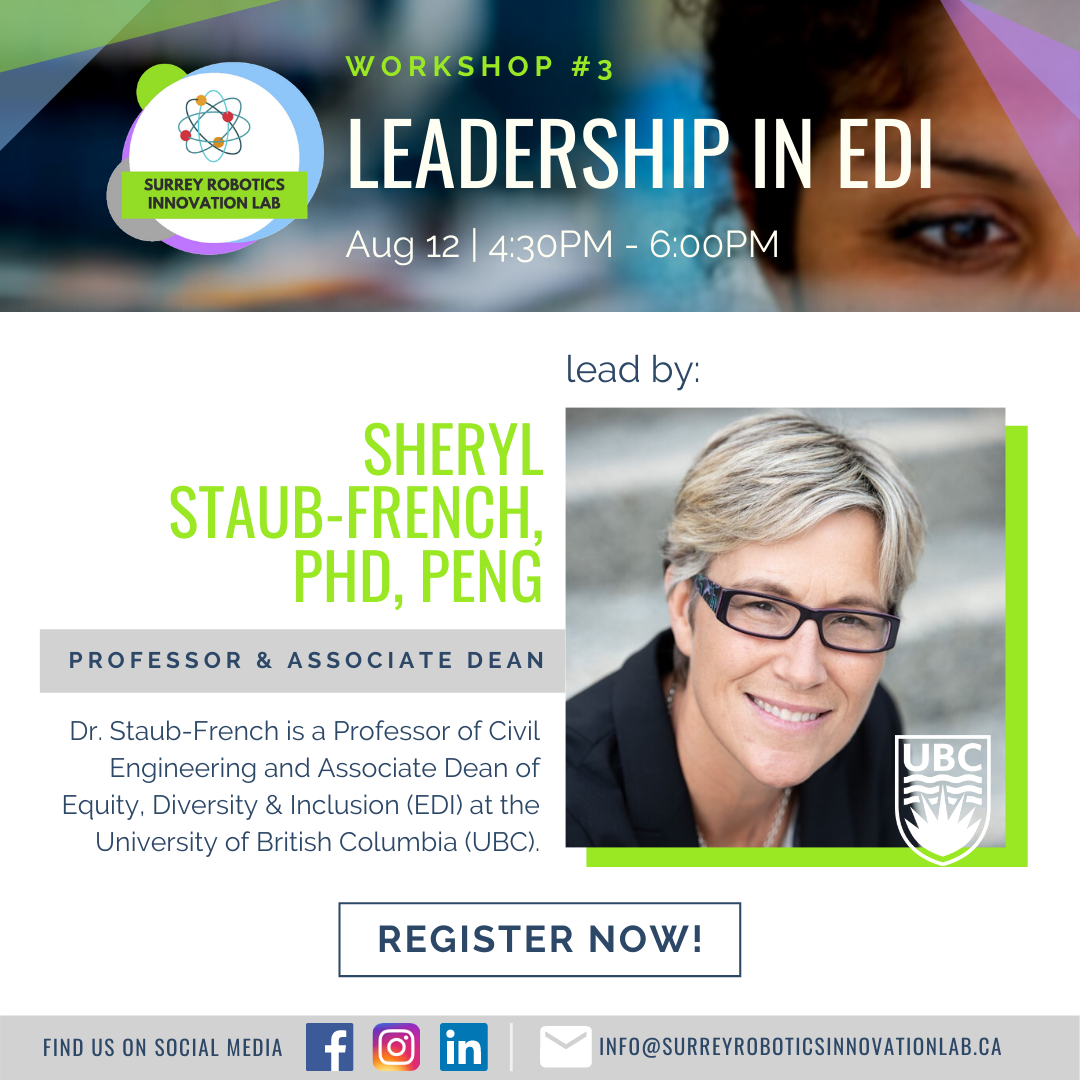 WORKSHOP #3
SURREY ROBOTICS
INNOVATION LAB
LEADERSHIP IN EDI
Aug 12 | 4:30PM - 6:00PM
lead by:
SHERYL
STAUB-FRENCH,
PHD, PENG
PROFESSOR & ASSOCIATE DEAN
Dr. Staub-French is a Professor of Civil
Engineering and Associate Dean of
Equity, Diversity & Inclusion (EDI) at the
University of British Columbia (UBC).
UBC
REGISTER NOW!
FIND US ON SOCIAL MEDIA
f
in
INFO@SURREYROBOTICSINNOVATIONLAB.CA